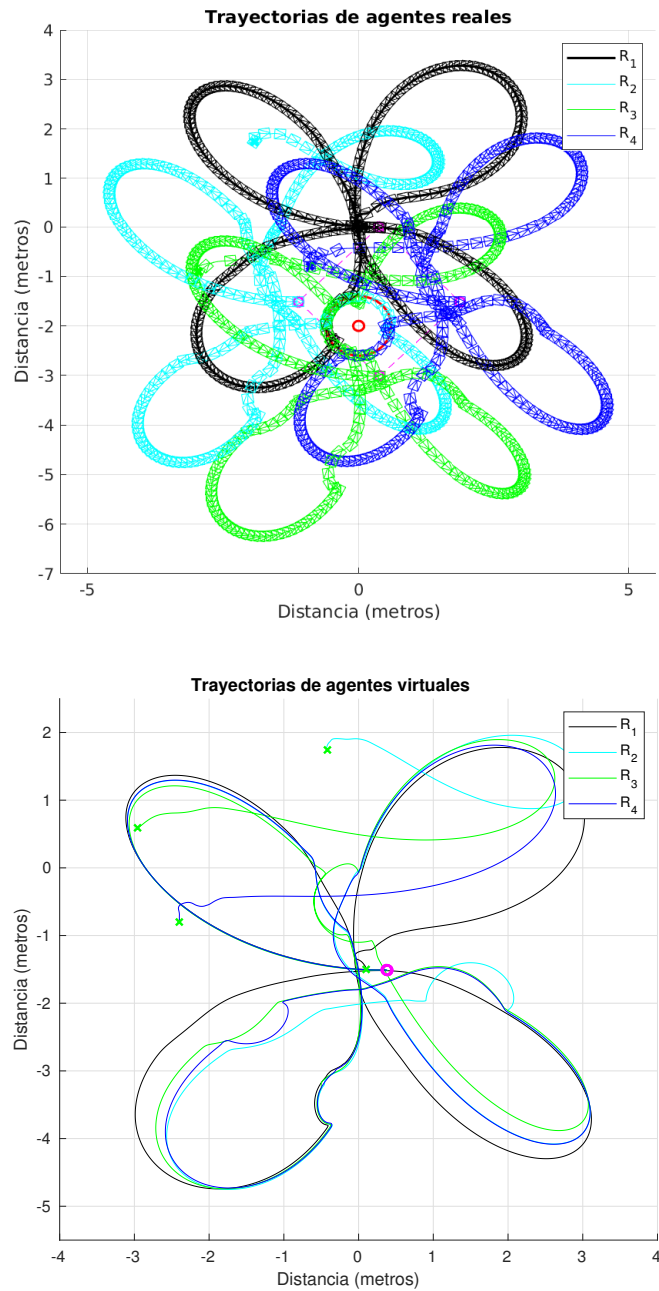 Trayectorias de agentes reales
4
3
2
1
0
-1
-2
-3
-4
-5
-6
-7
-5
0
5
Distancia (metros)
Distancia (metros)
R1
R2
R3
R4
Trayectorias de agentes virtuales
2
1
0
-1
-2
-3
-4
-5
-4
-3
-2
-1
0
1
2
3
4
Distancia (metros)
Distancia (metros)
R1
R2
R3
R4